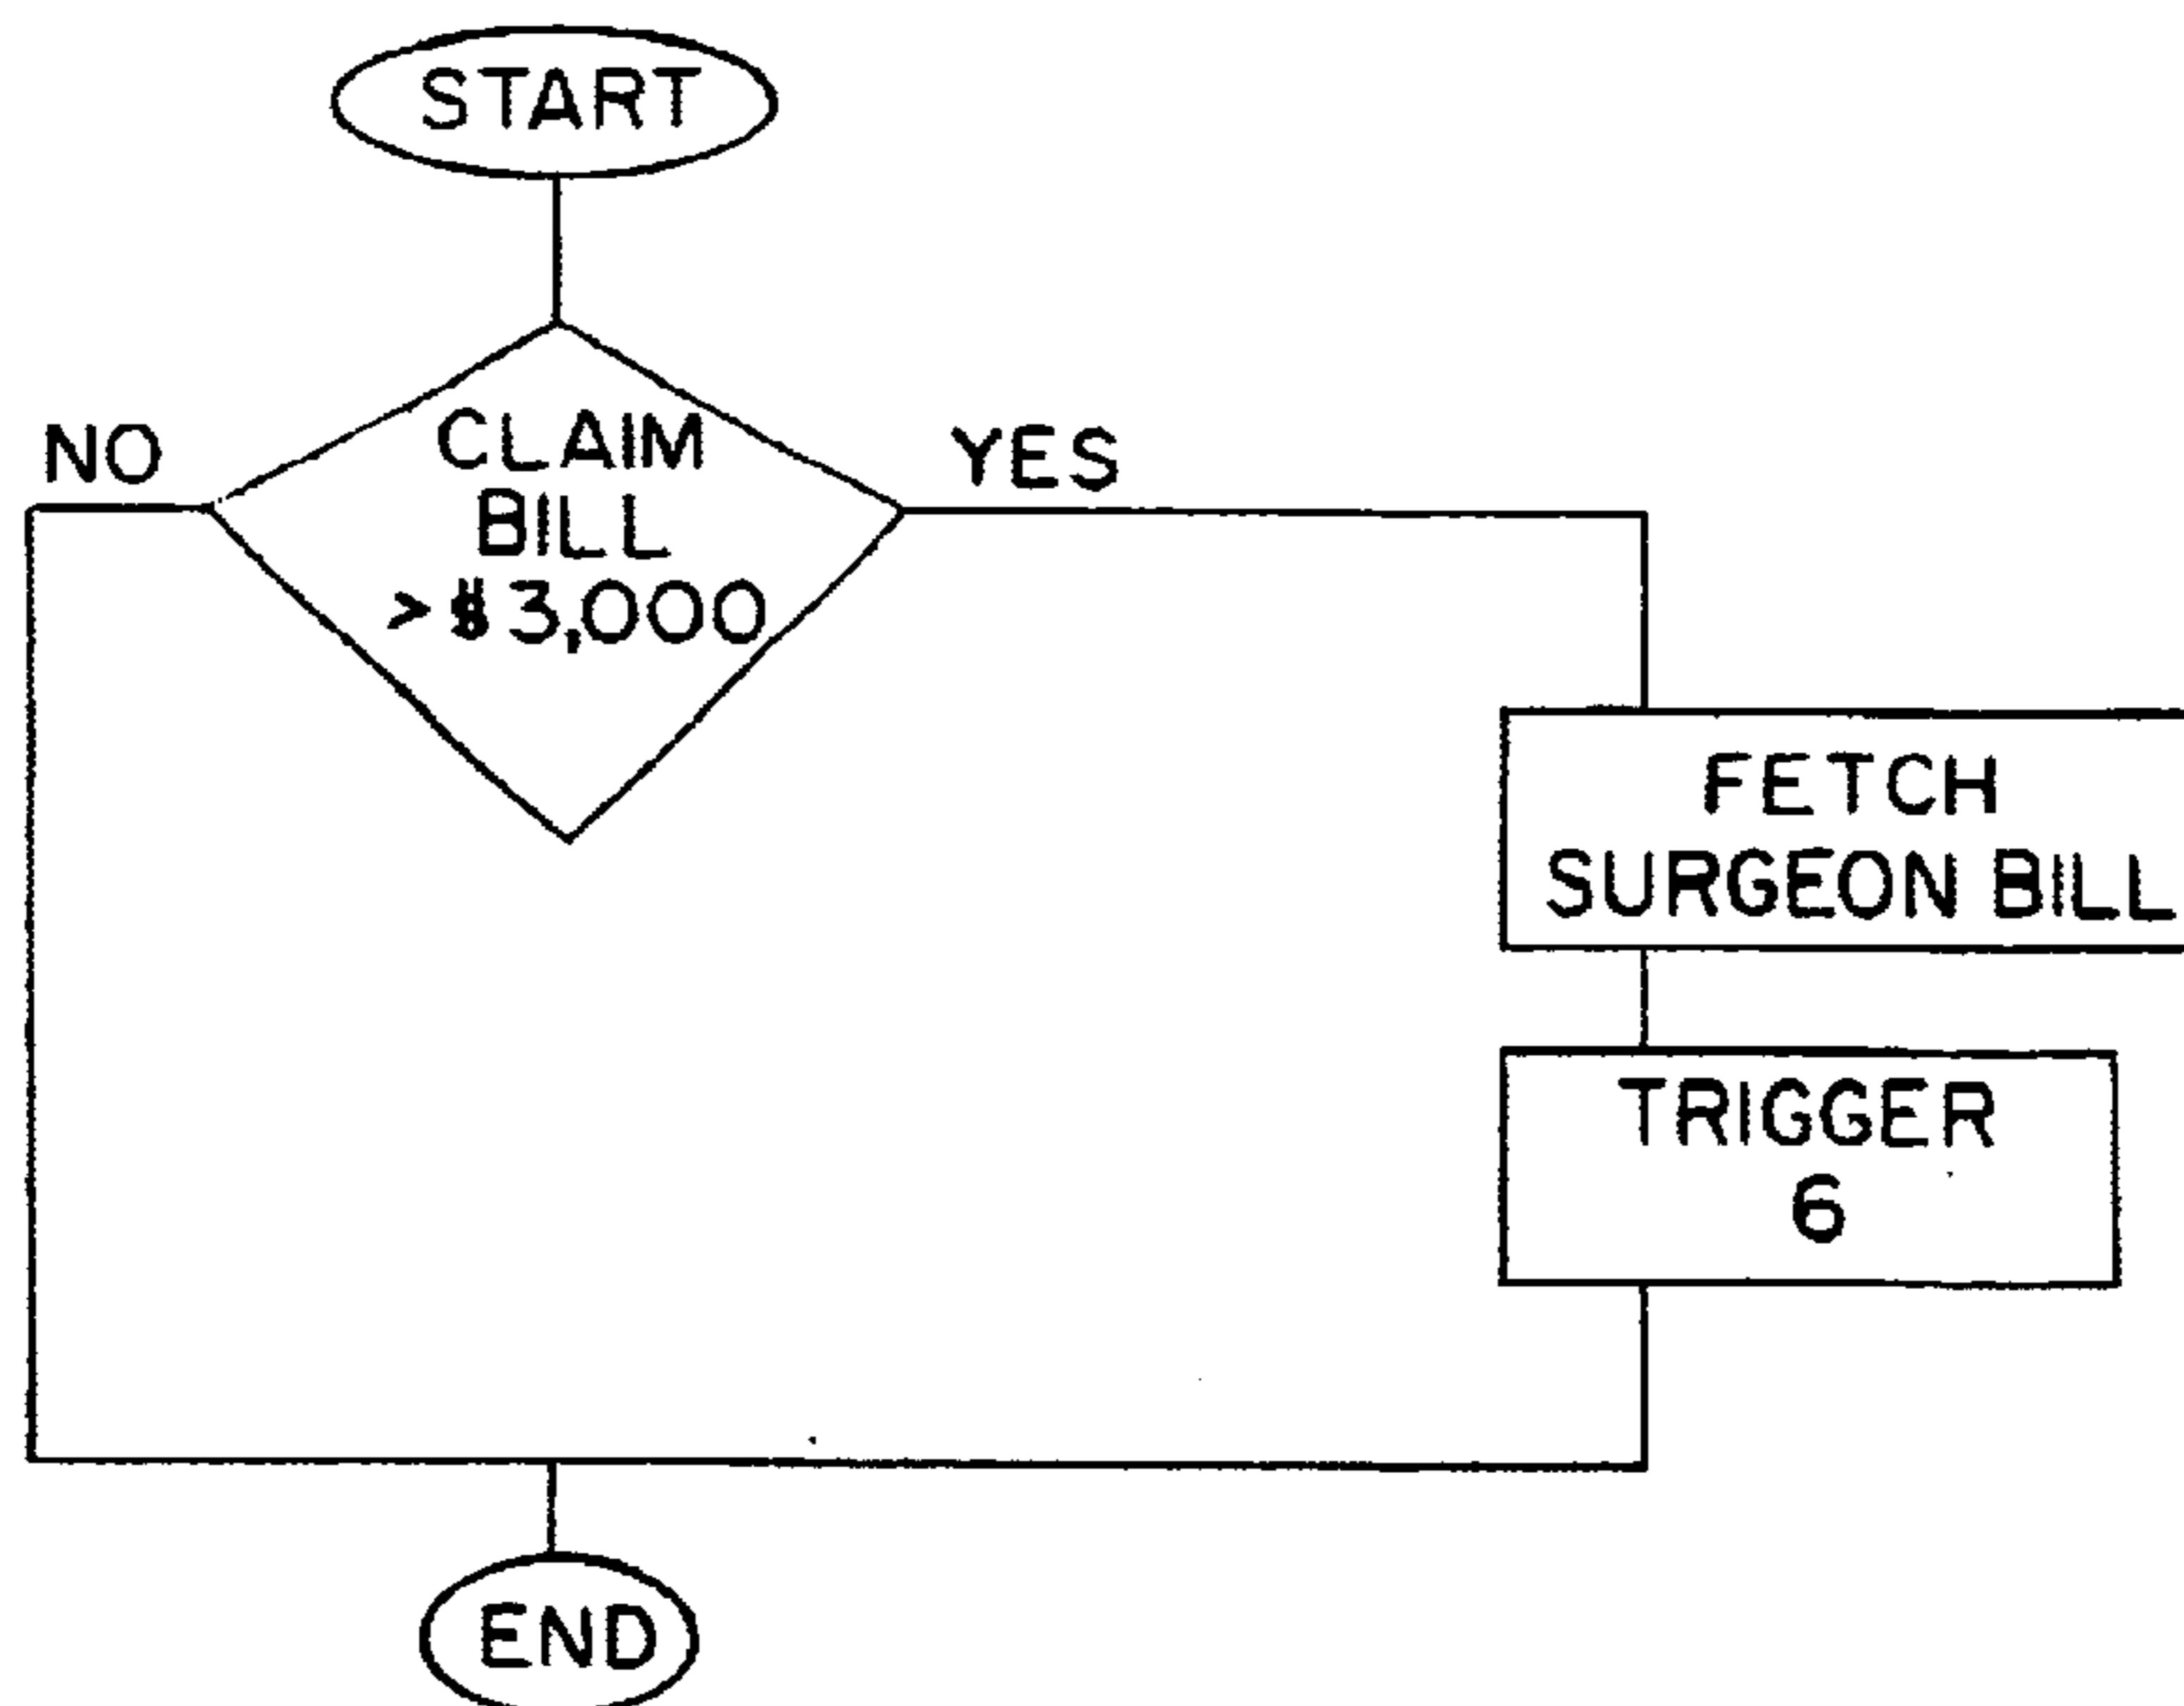 START
NO
CLAIM
BILL
>$3,000
YES
FETCH
SURGEON BILL
TRIGGER
6
END